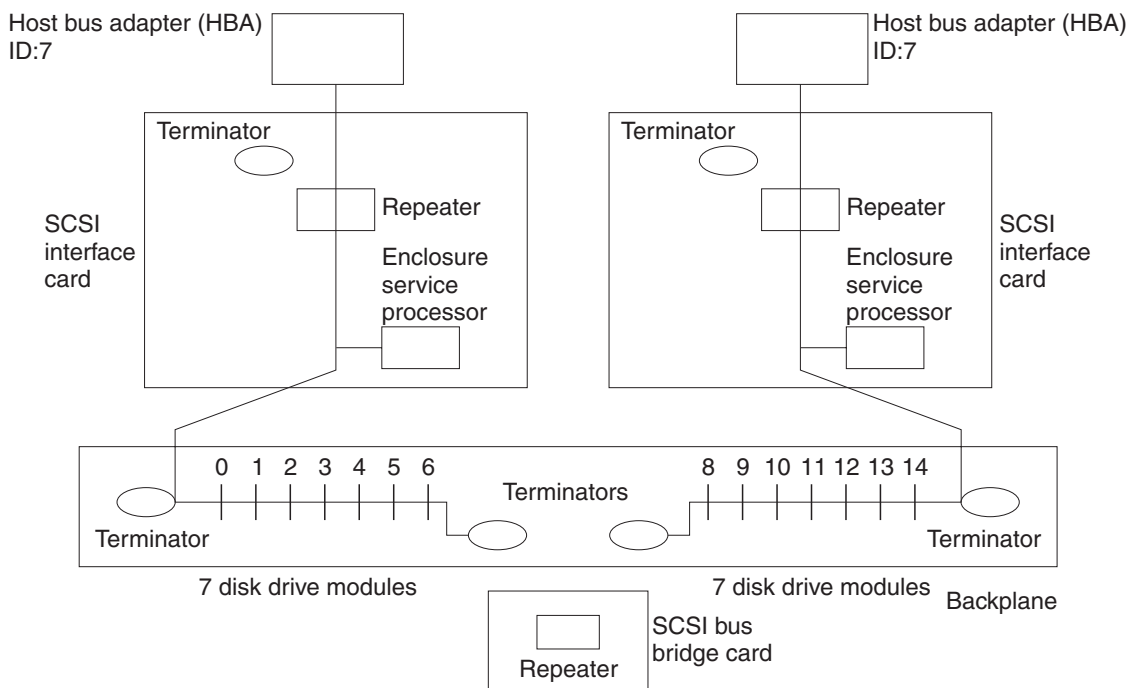 Host bus adapter (HBA)
ID:7
Host bus adapter (HBA)
ID:7
Terminator
Repeater
SCSI
interface
card
Enclosure
service
processor
Terminator
Repeater
SCSI
interface
card
Enclosure
service
processor
0 1 2 3 4 5 6
8 9 10 11 12 13 14
Terminators
Terminator
Terminator
7 disk drive modules
7 disk drive modules
Backplane
SCSI bus
bridge card
Repeater